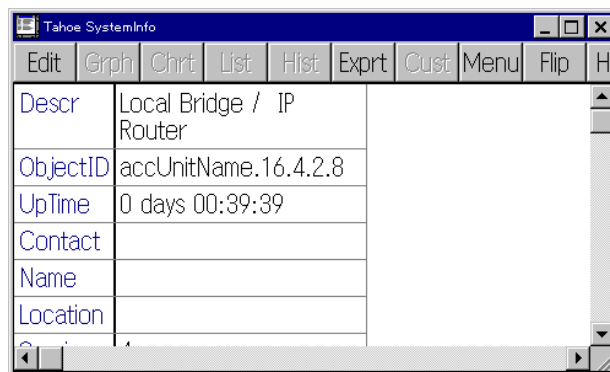 Tahoe SystemInfo
Edit Grph Chrt List Hist Exprt Cust Menu Flip H
Descr Local Bridge / IP
Router
ObjectID accUnitName.16.4.2.8
UpTime 0 days 00:39:39
Contact
Name
Location